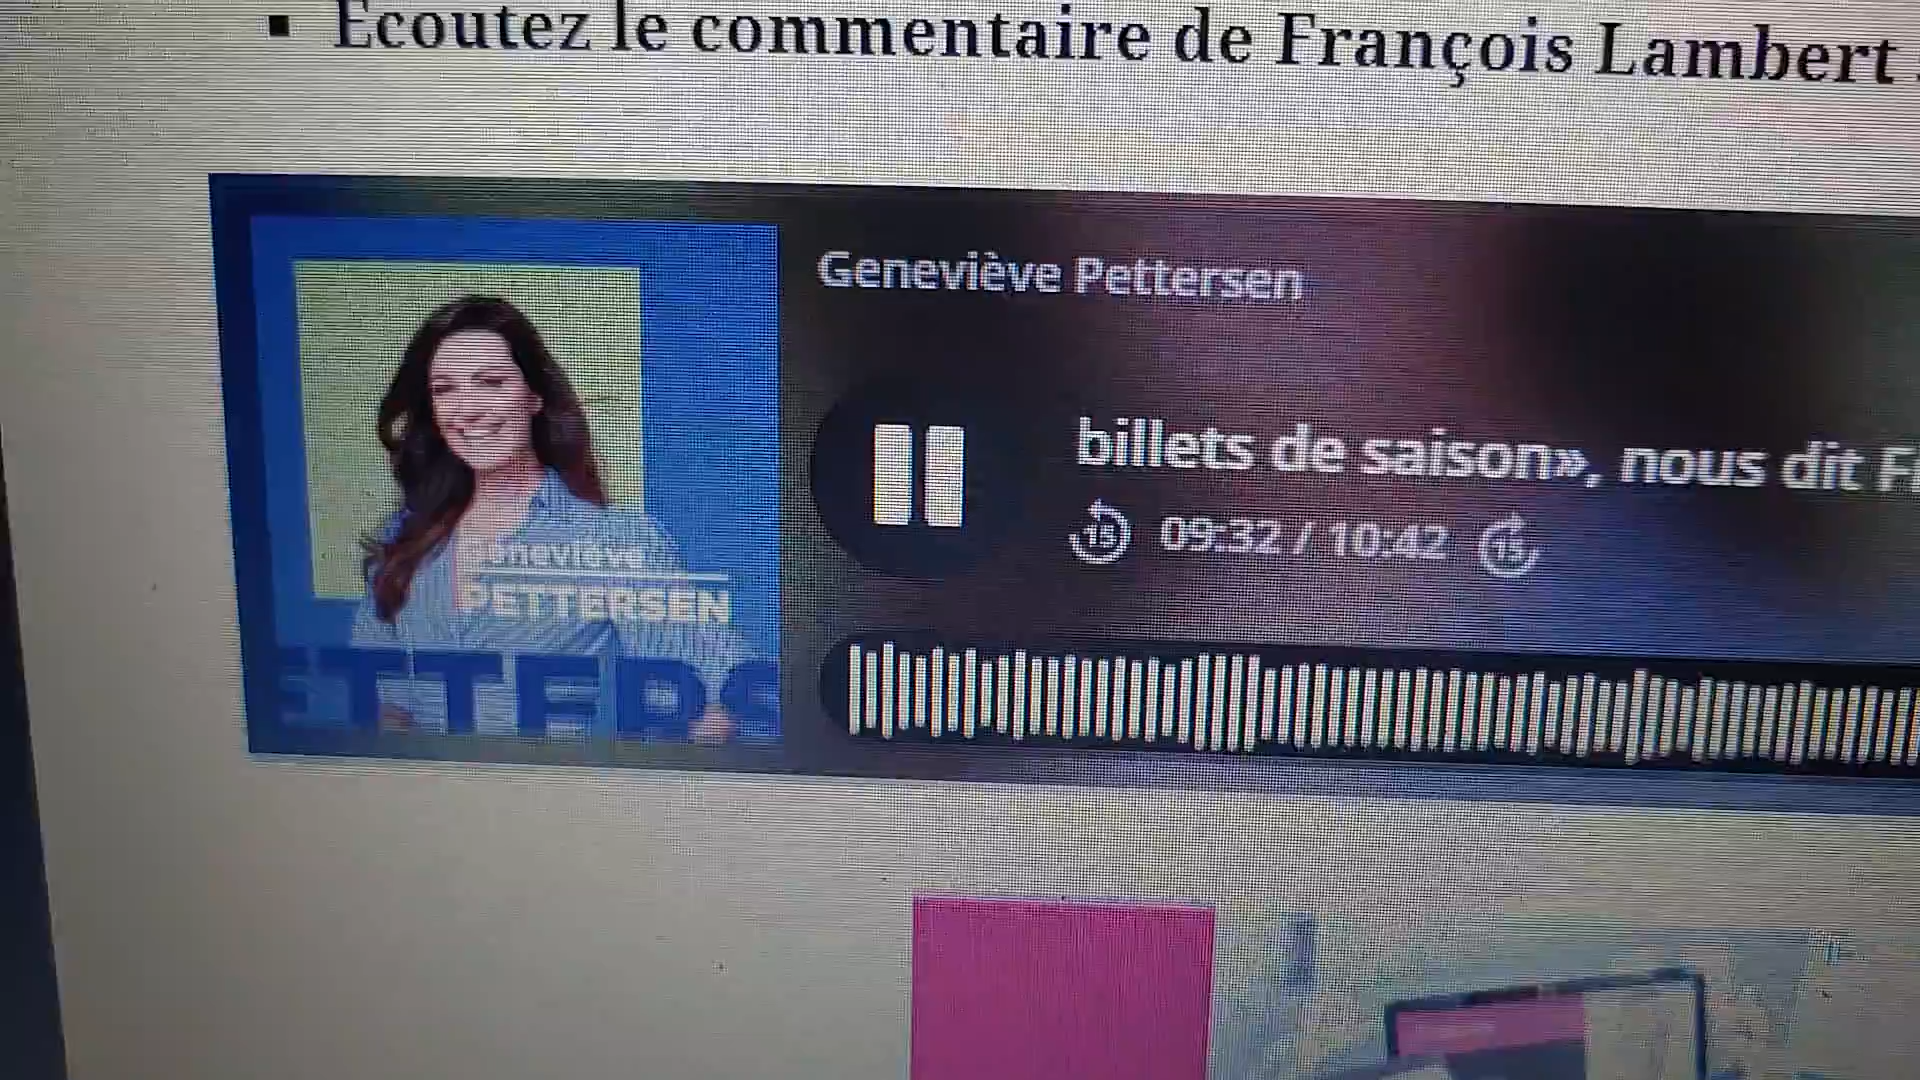 ▪ Écoutez le commentaire de François Lambert
Geneviève Pettersen
billets de saison», nous dit
15 09:32 / 10:42 15
Geneviève
PETTERSEN